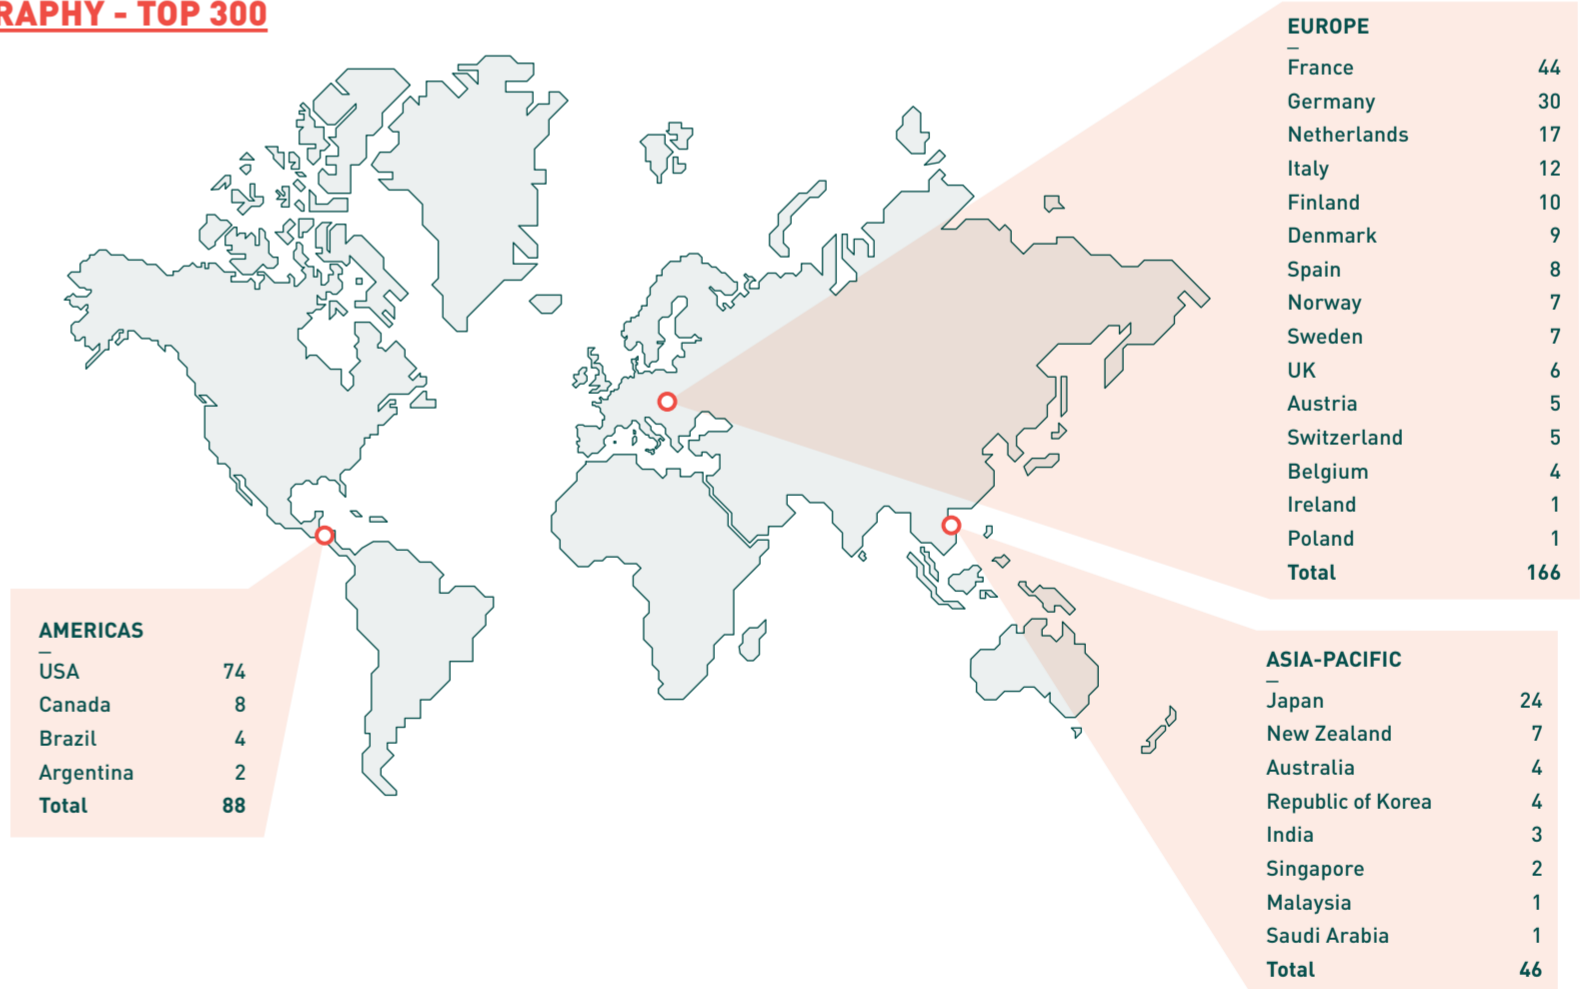 RAPHY - TOP 300
EUROPE
France 44
Germany 30
Netherlands 17
Italy 12
Finland 10
Denmark 9
Spain 8
Norway 7
Sweden 7
UK 6
Austria 5
Switzerland 5
Belgium 4
Ireland 1
Poland 1
Total 166
AMERICAS
USA 74
Canada 8
Brazil 4
Argentina 2
Total 88
ASIA-PACIFIC
Japan 24
New Zealand 7
Australia 4
Republic of Korea 4
India 3
Singapore 2
Malaysia 1
Saudi Arabia 1
Total 46